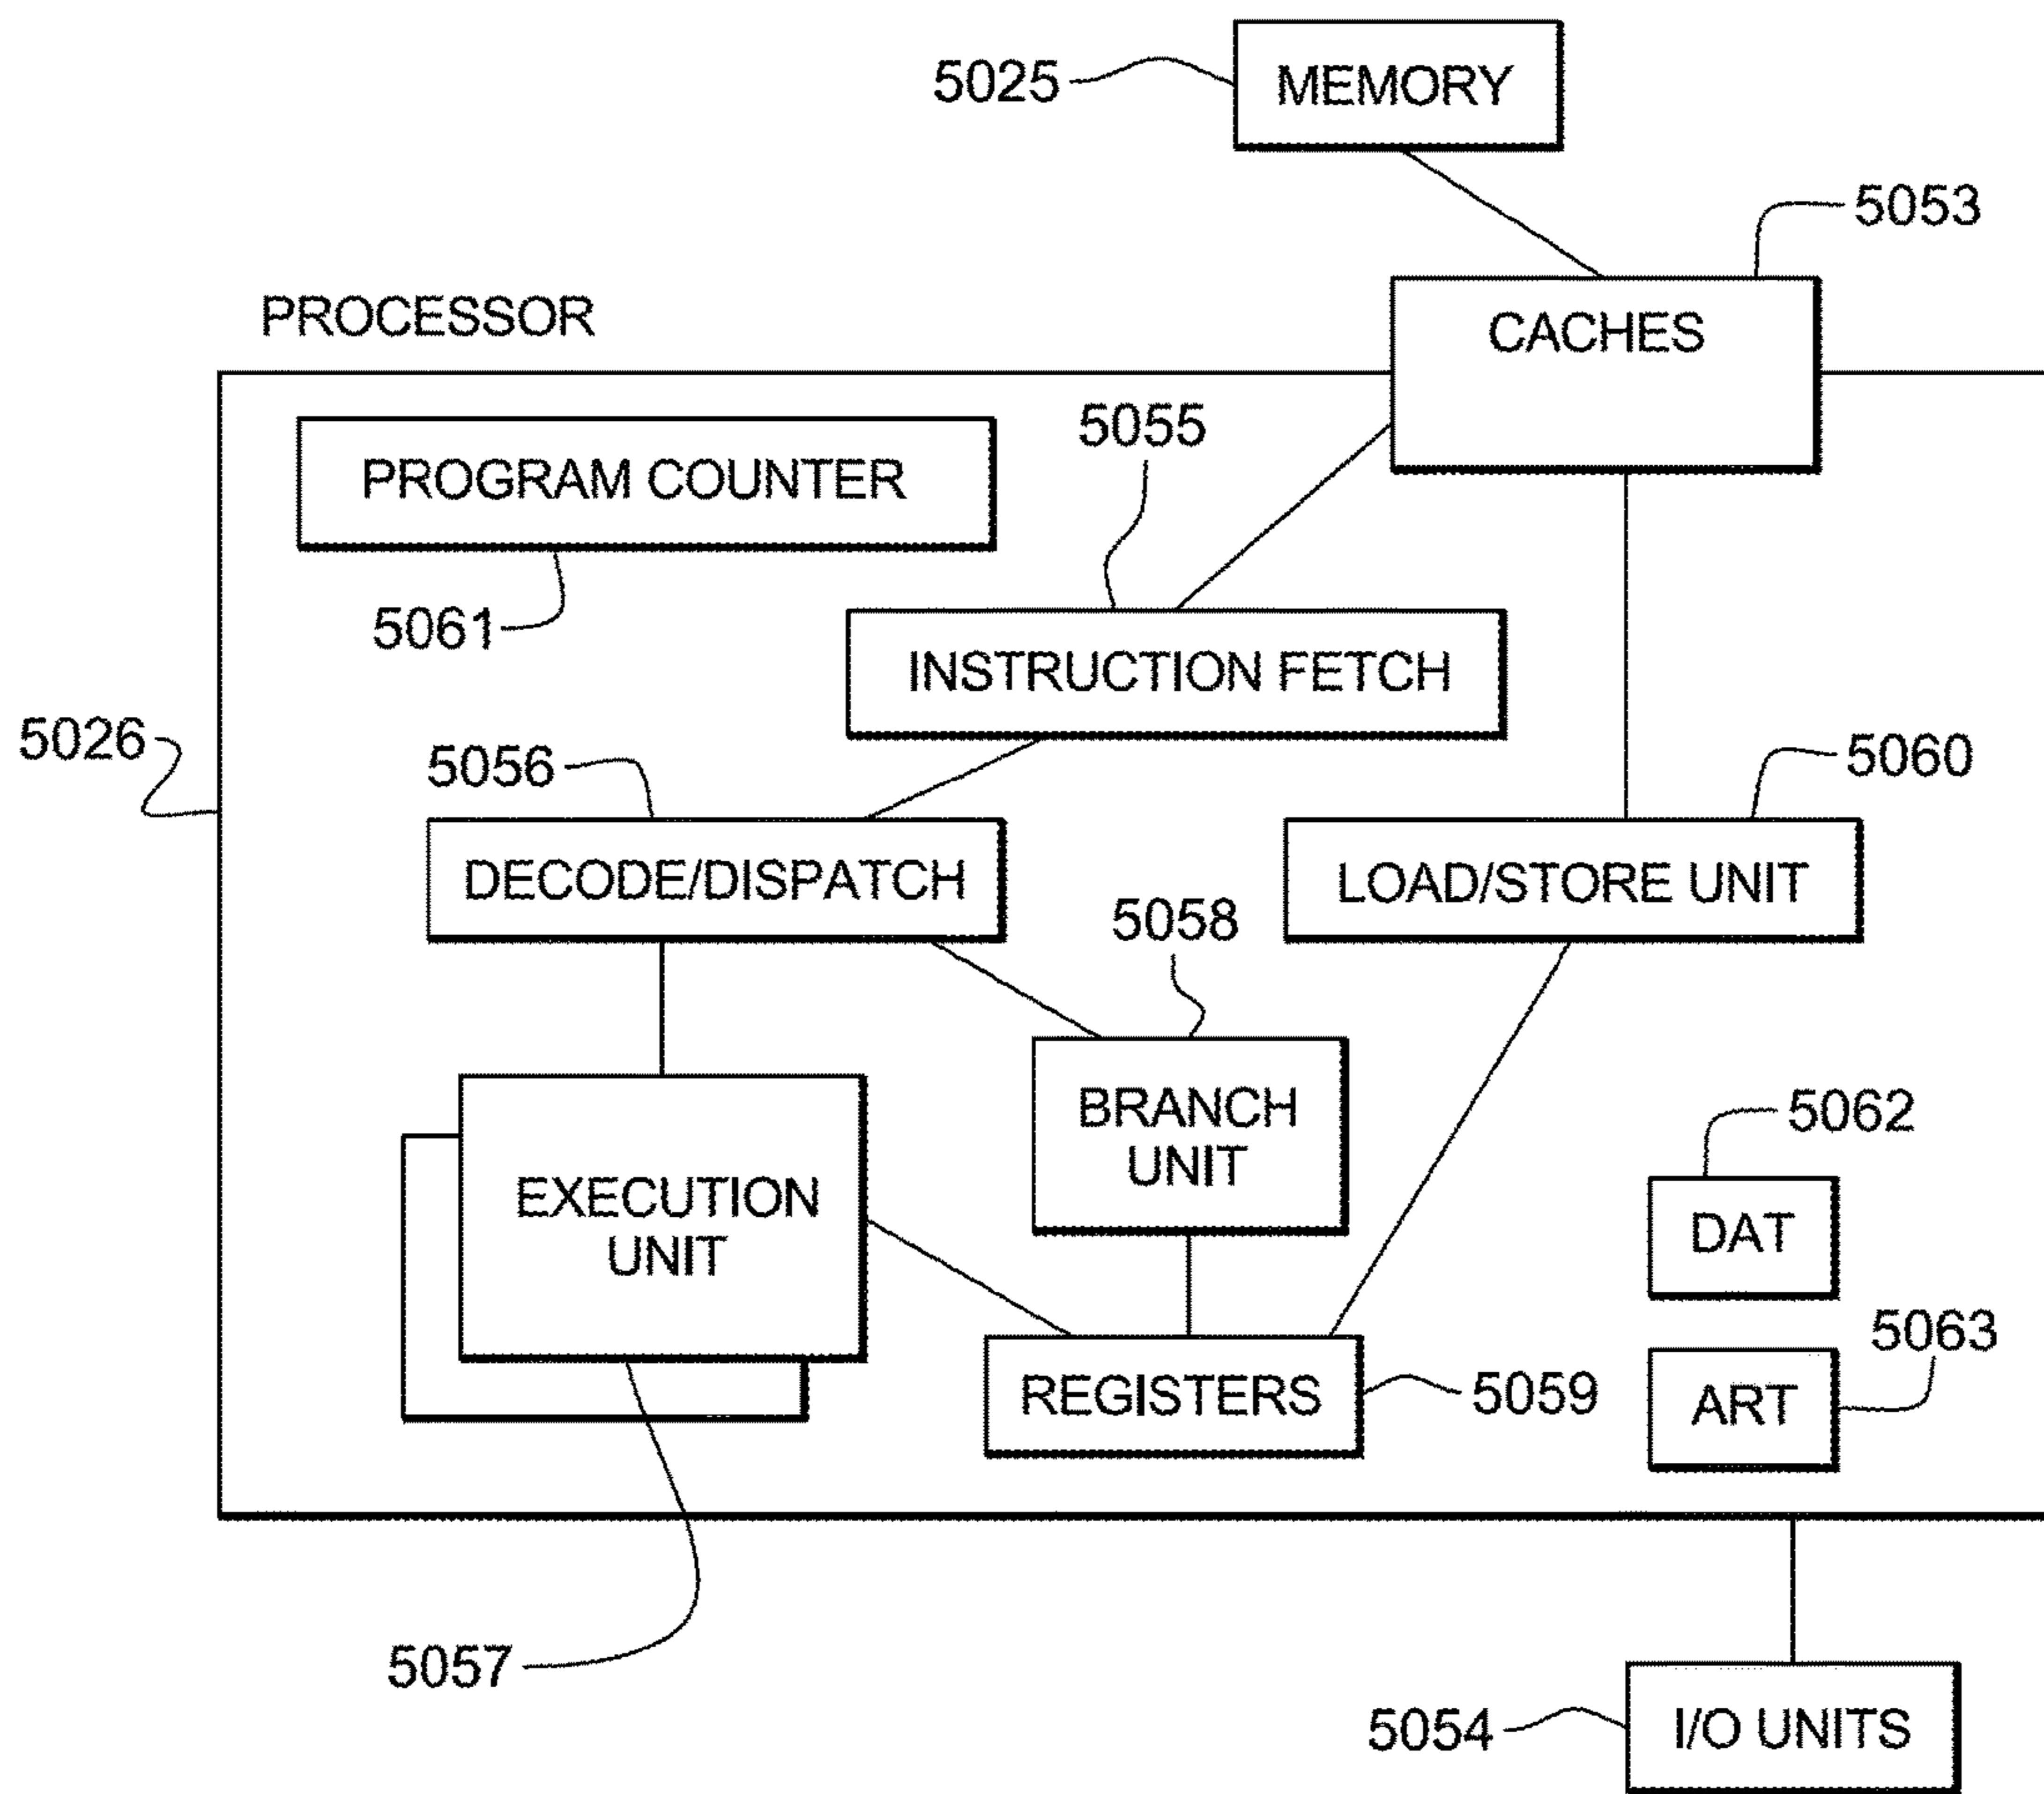 5025
MEMORY
5053
CACHES
PROCESSOR
5055
PROGRAM COUNTER
5061
INSTRUCTION FETCH
5026
5056
5060
DECODE/DISPATCH
LOAD/STORE UNIT
5058
BRANCH
UNIT
5062
EXECUTION
UNIT
DAT
5063
REGISTERS
5059
ART
5057
5054
I/O UNITS